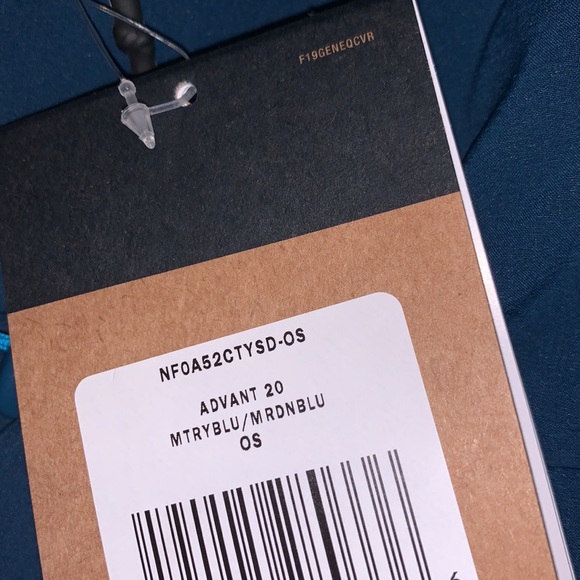 F19GENEQCVR
NF0A52CTYSD-OS
ADVANT 20
MTRYBLU/MRDNBLU
OS